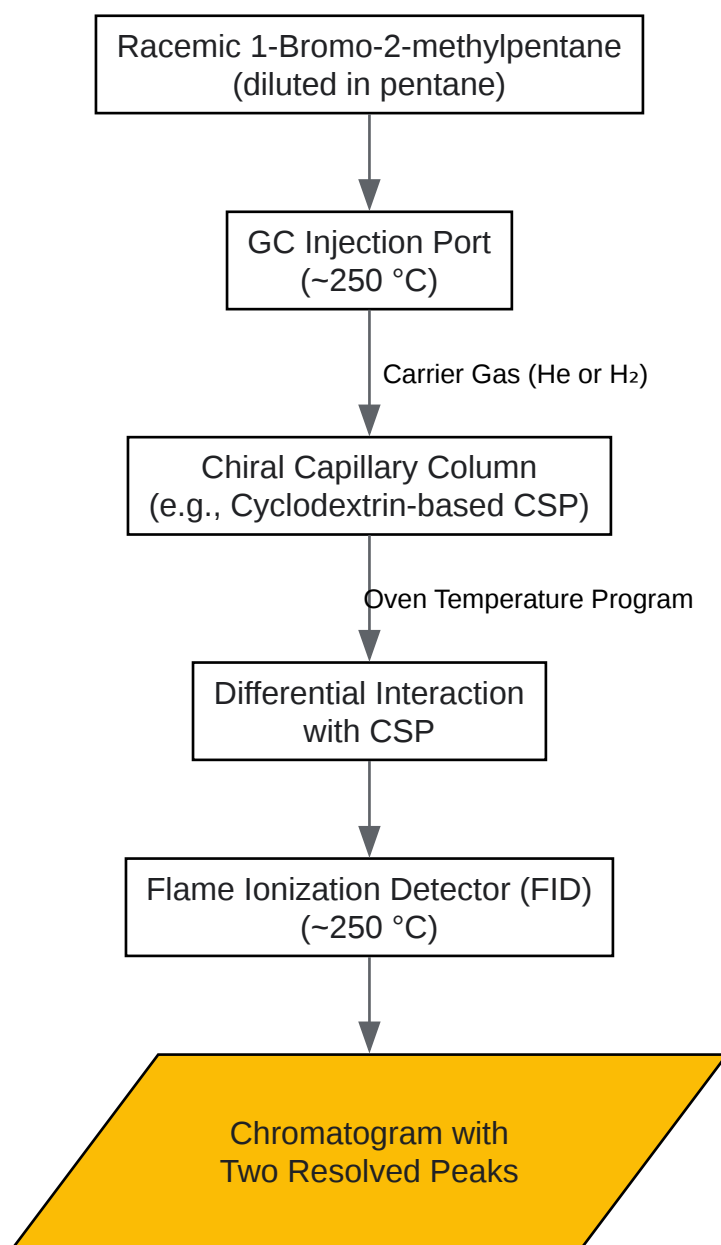 Racemic 1-Bromo-2-methylpentane
(diluted in pentane)
GC Injection Port
(~250 °C)
Carrier Gas (He or H₂)
Chiral Capillary Column
(e.g., Cyclodextrin-based CSP)
Oven Temperature Program
Differential Interaction
with CSP
Flame Ionization Detector (FID)
(~250 °C)
Chromatogram with
Two Resolved Peaks